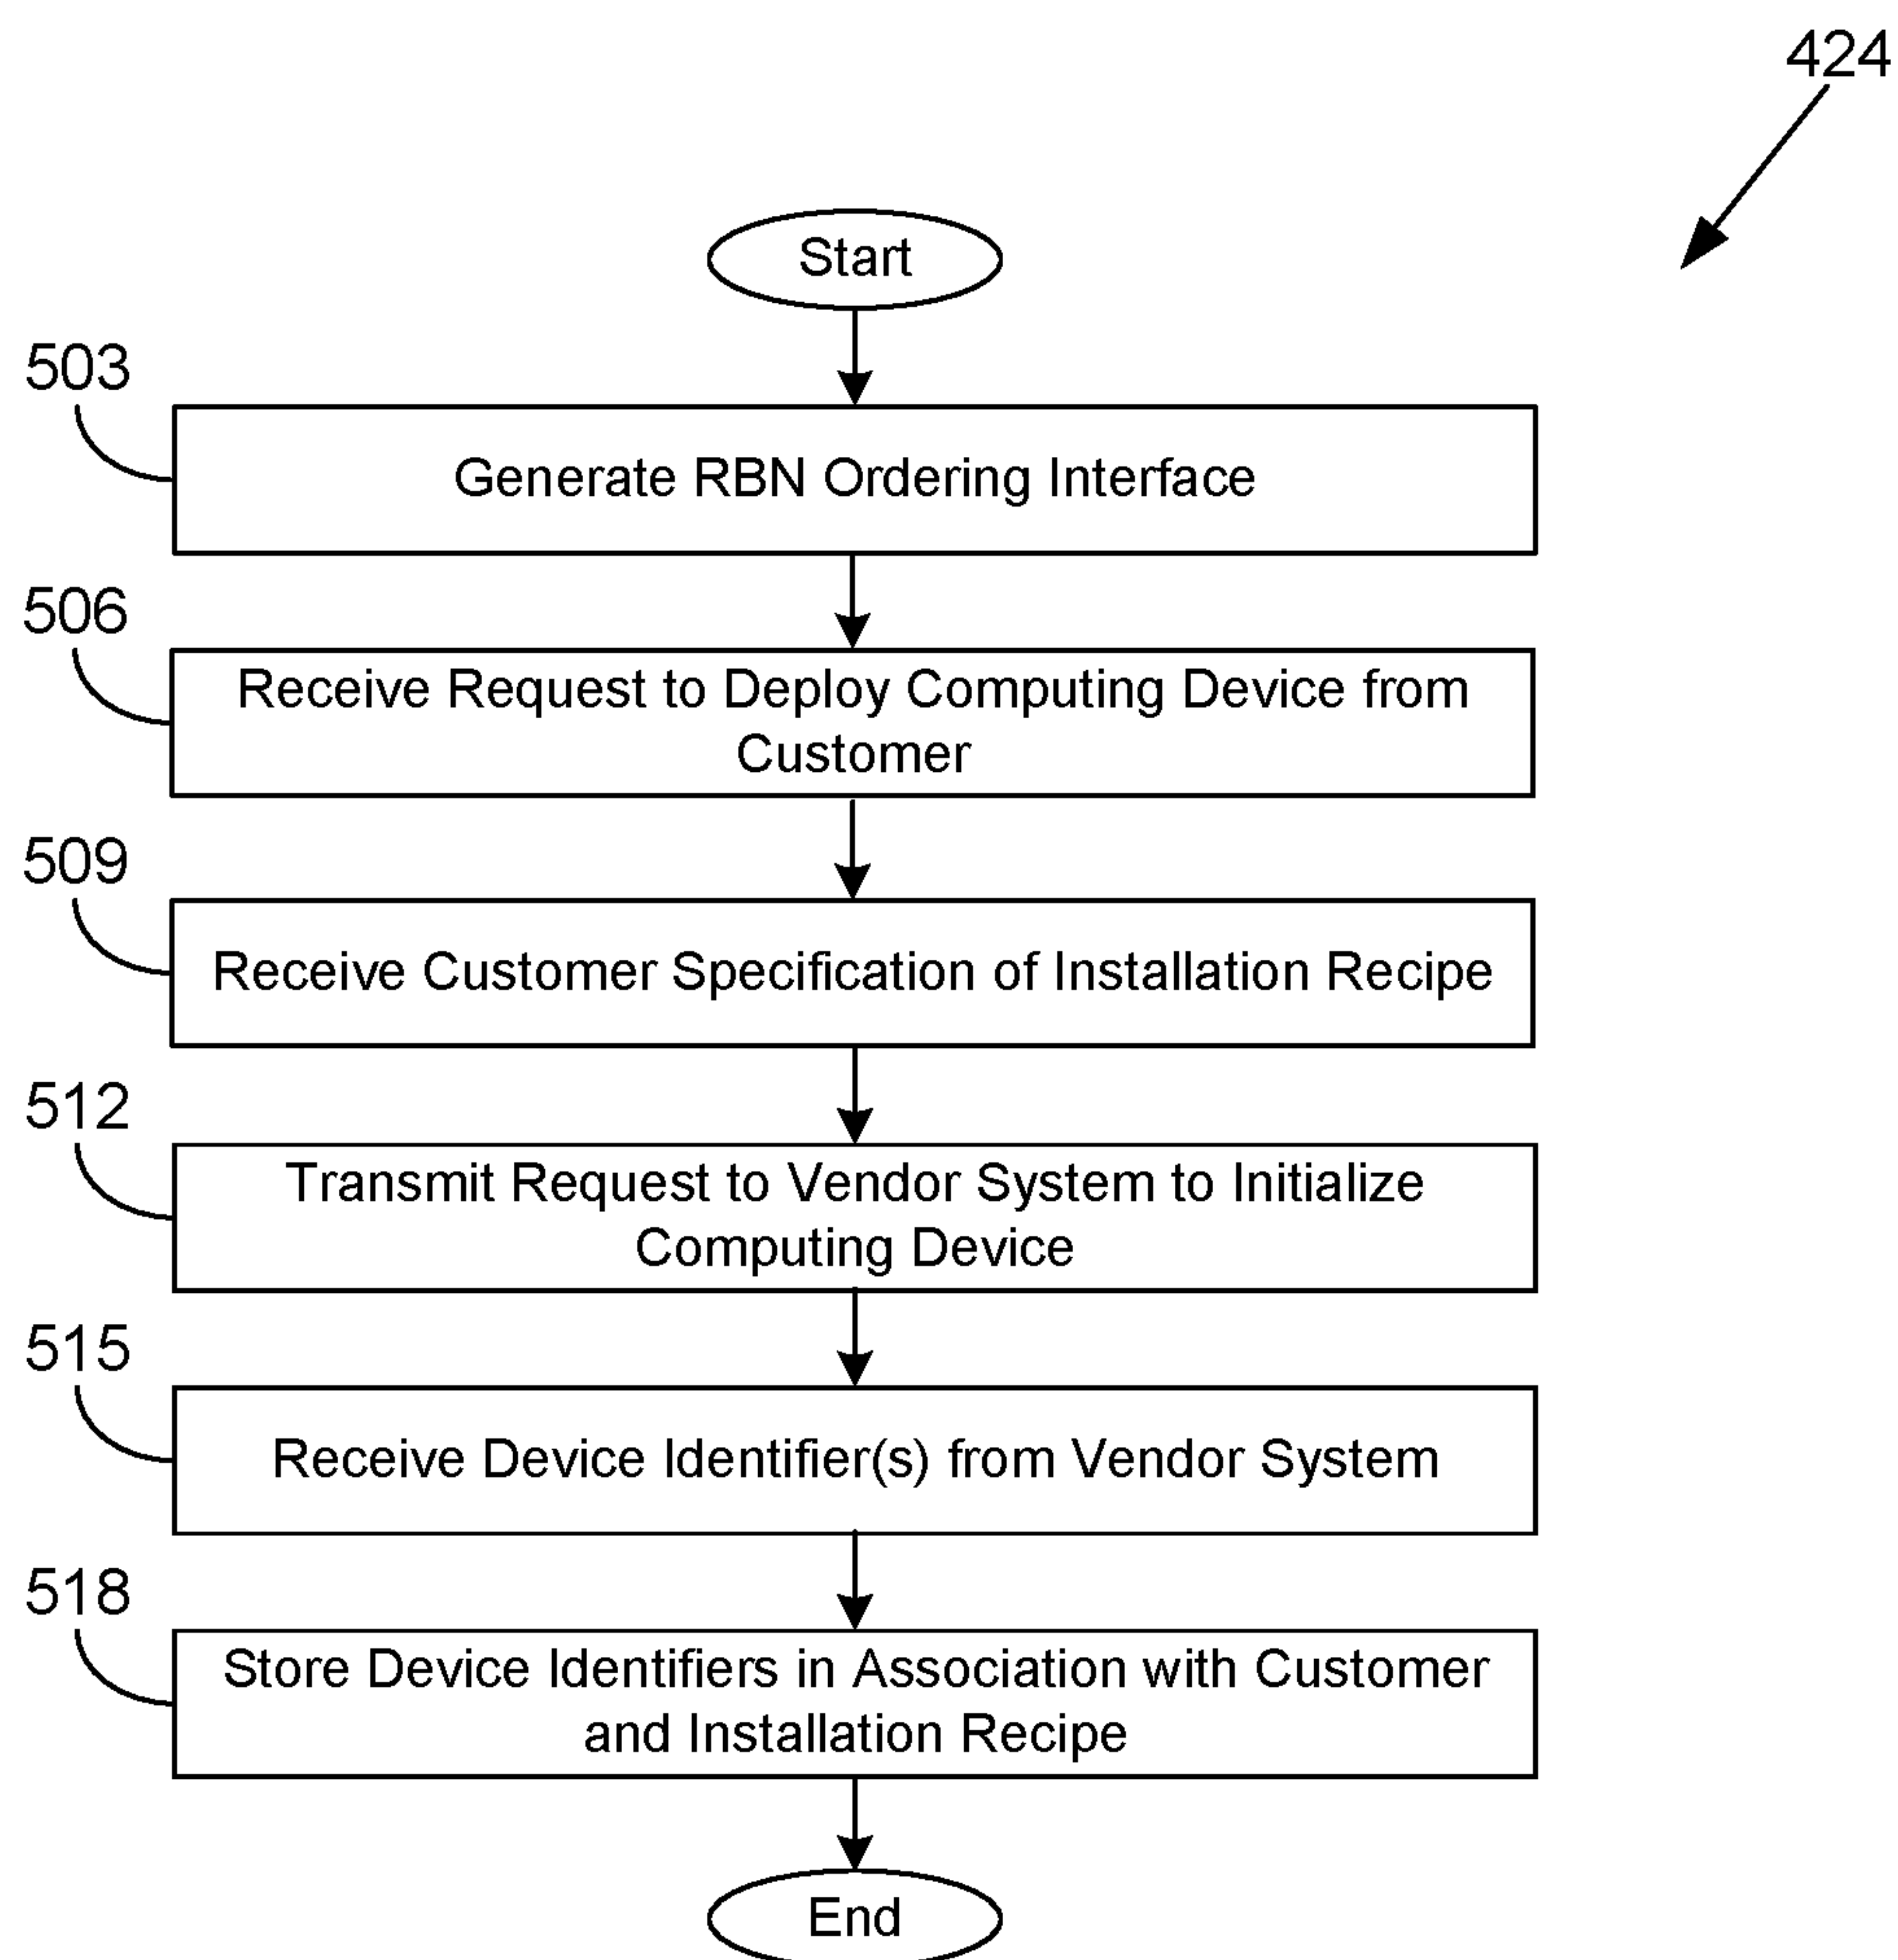 424
Start
503
Generate RBN Ordering Interface
506
Receive Request to Deploy Computing Device from
Customer
509
Receive Customer Specification of Installation Recipe
512
Transmit Request to Vendor System to Initialize
Computing Device
515
Receive Device Identifier(s) from Vendor System
518
Store Device Identifiers in Association with Customer
and Installation Recipe
End